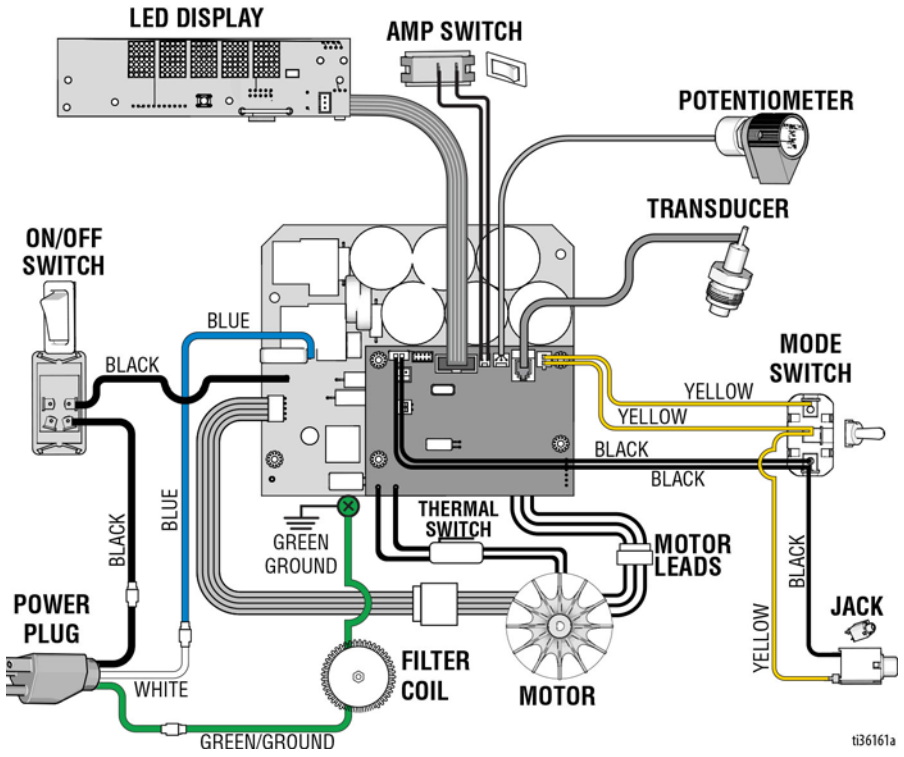 LED DISPLAY
AMP SWITCH
POTENTIOMETER
TRANSDUCER
ON/OFF
SWITCH
BLUE
BLACK
MODE
SWITCH
YELLOW
YELLOW
BLACK
BLACK
THERMAL
SWITCH
GREEN
GROUND
MOTOR
LEADS
BLACK
BLUE
BLACK
YELLOW
POWER
PLUG
WHITE
GREEN/GROUND
FILTER
COIL
MOTOR
JACK
ti36161a